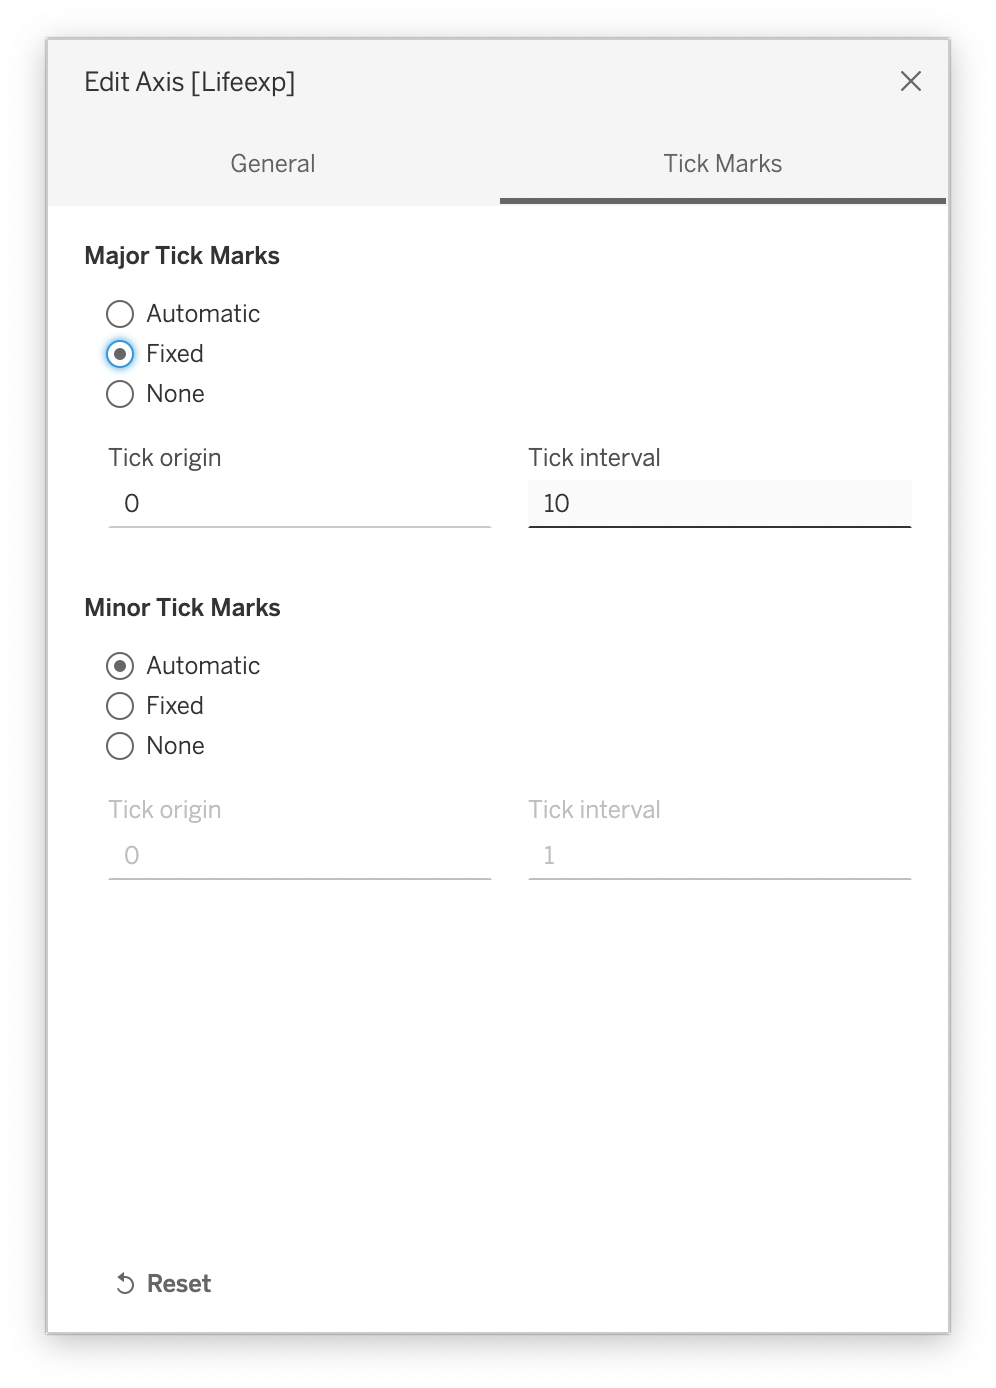 Edit Axis [Lifeexp]
General
Tick Marks
Major Tick Marks
Automatic
Fixed
None
Tick origin
Tick interval
0
10
Minor Tick Marks
Automatic
Fixed
None
Tick origin
Tick interval
0
1
Reset